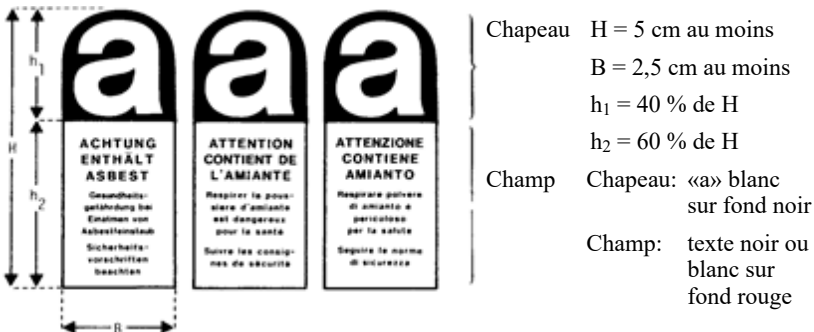 a
a
a
h1
H
h2
B
ACHTUNG
ENTHÄLT
ASBEST
Gesundheits-
gefährdung bei
Einatmen von
Asbestfeinstaub
Sicherheits-
vorschriften
beachten
ATTENTION
CONTIENT DE
L'AMIANTE
Respirer la pous-
sière d'amiante
est dangereux
pour la santé
Suivre les consig-
nes de sécurité
ATTENZIONE
CONTIENE
AMIANTO
Respirare polvere
di amianto è
pericoloso
per la salute
Seguire le norme
di sicurezza
Chapeau H = 5 cm au moins
B = 2,5 cm au moins
h1 = 40 % de H
h2 = 60 % de H
Champ Chapeau: «a» blanc
sur fond noir
Champ: texte noir ou
blanc sur
fond rouge